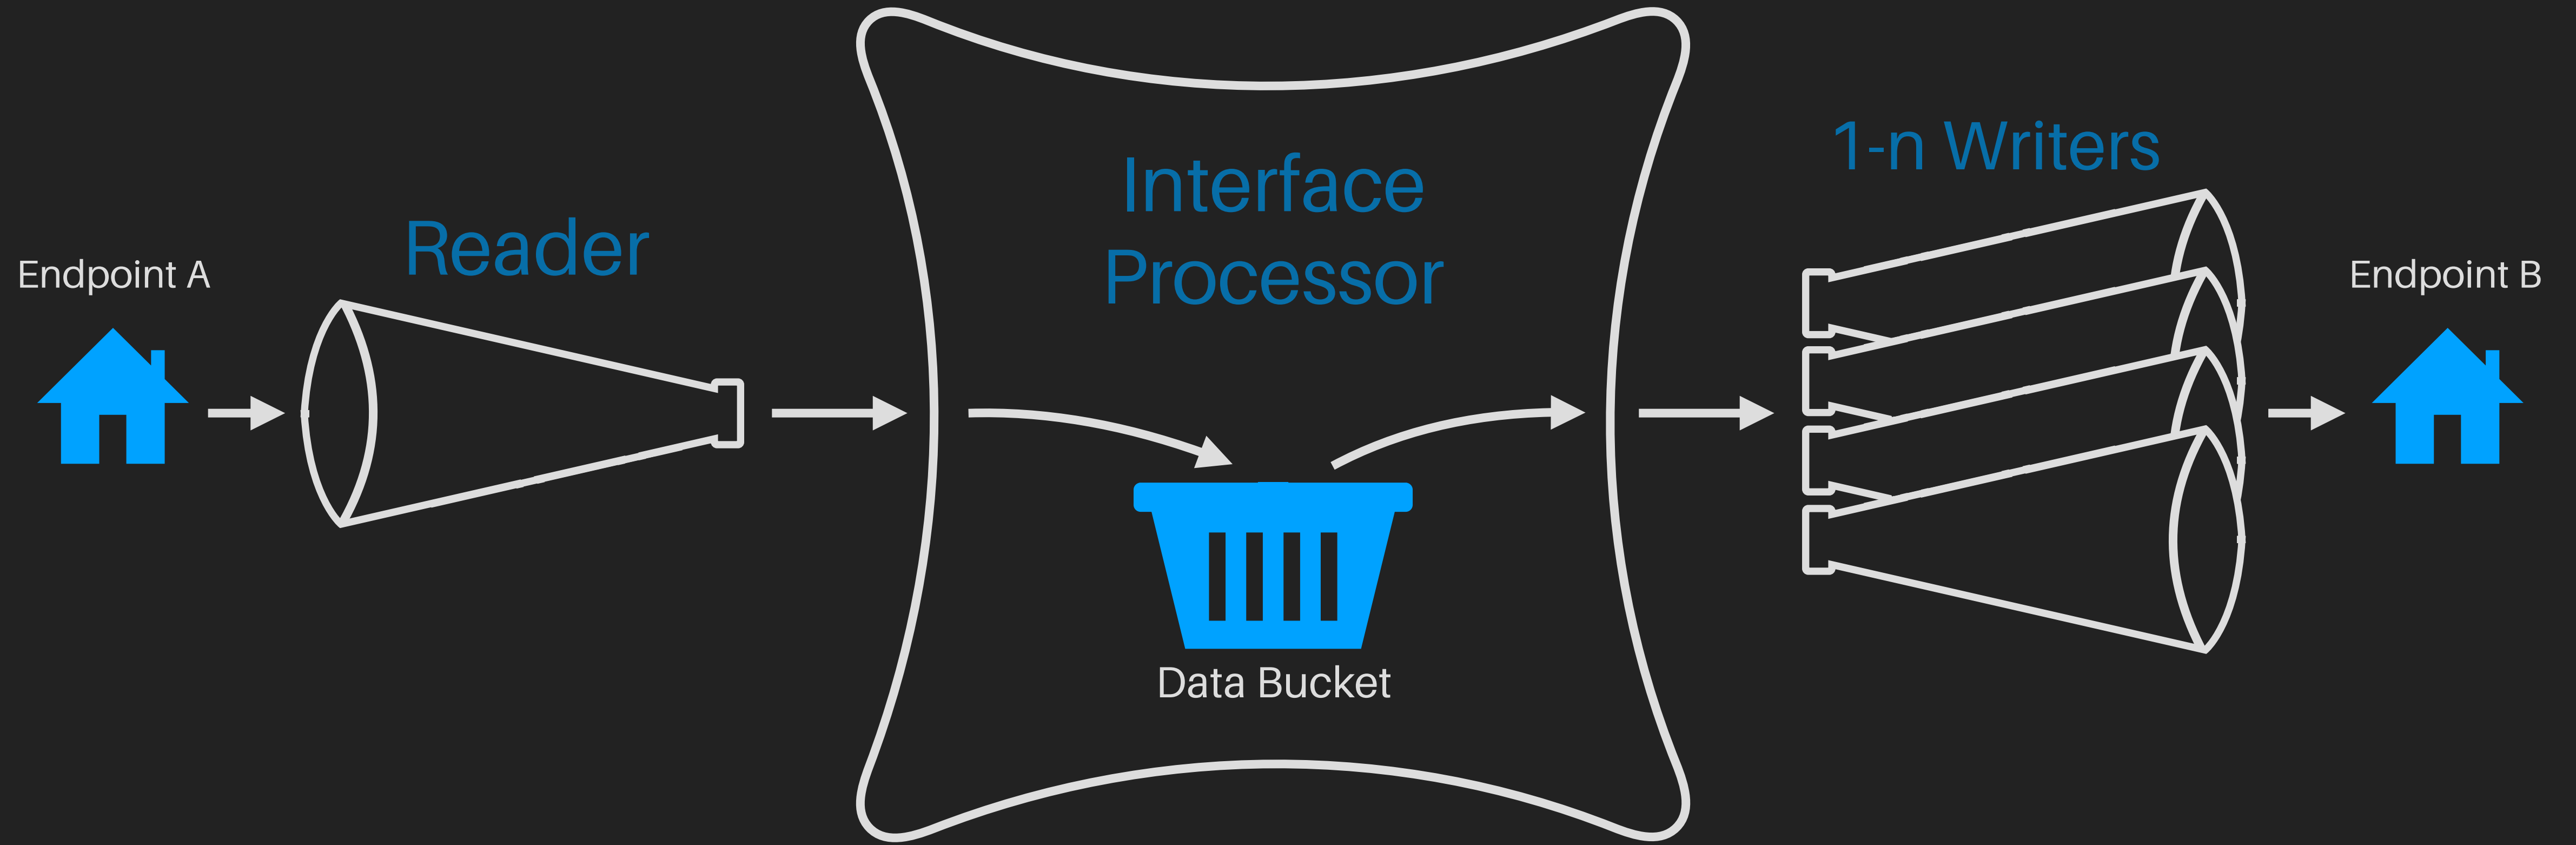 Endpoint A
Reader
Interface
Processor
Data Bucket
1-n Writers
Endpoint B